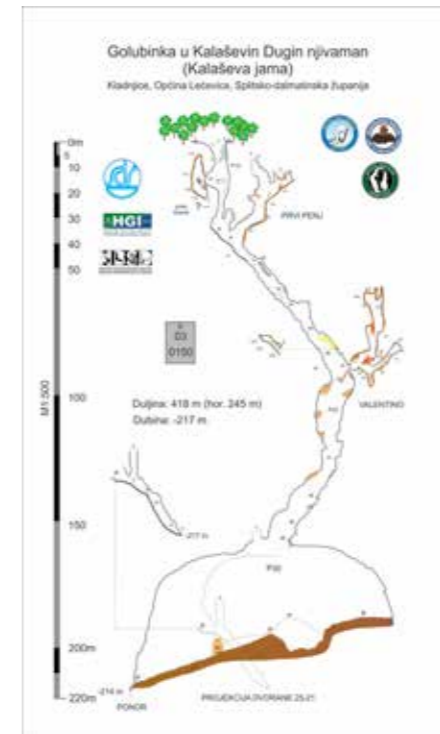 Golubinka u Kalaševin Dugin njivaman
(Kalaševa jama)
Kladnjice, Općina Lećevica, Splitsko-dalmatinska županija
0m
5
10
20
30
40
50
HGI
PRVI PENJ
03
0150
M1:500
100
Duljina: 418 m (hor. 245 m)
Dubina: -217 m
VALENTINO
150
-217 m
200m
220m
-214 m
PONOR
PROJEKCIJA DVORANE 25-21